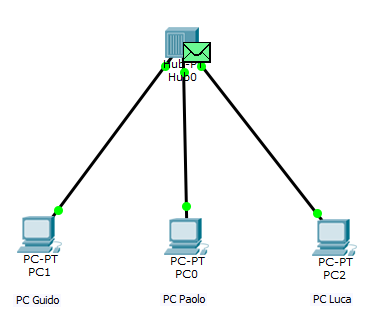 Hub-PT
Hub0
PC-PT
PC1
PC-PT
PC0
PC-PT
PC2
PC Guido
PC Paolo
PC Luca